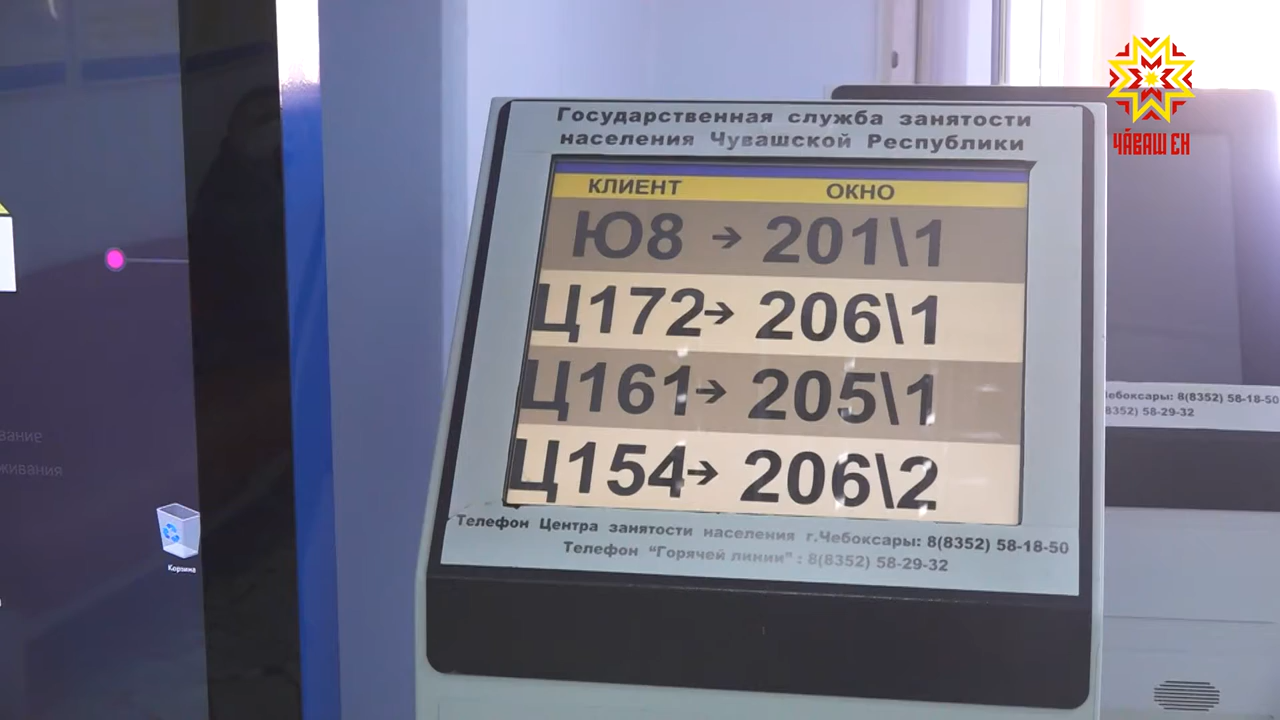 ЧӐВАШ ЕН
Государственная служба занятости
населения Чувашской Республики
КЛИЕНТ ОКНО
Ю8 → 201\1
Ц172 → 206\1
Ц161 → 205\1
Ц154 → 206\2
Телефон Центра занятости населения г.Чебоксары: 8(8352) 58-18-50
Телефон “Горячей линии” : 8(8352) 58-29-32
Чебоксары: 8(8352) 58-18-50
(8352) 58-29-32
Корзина